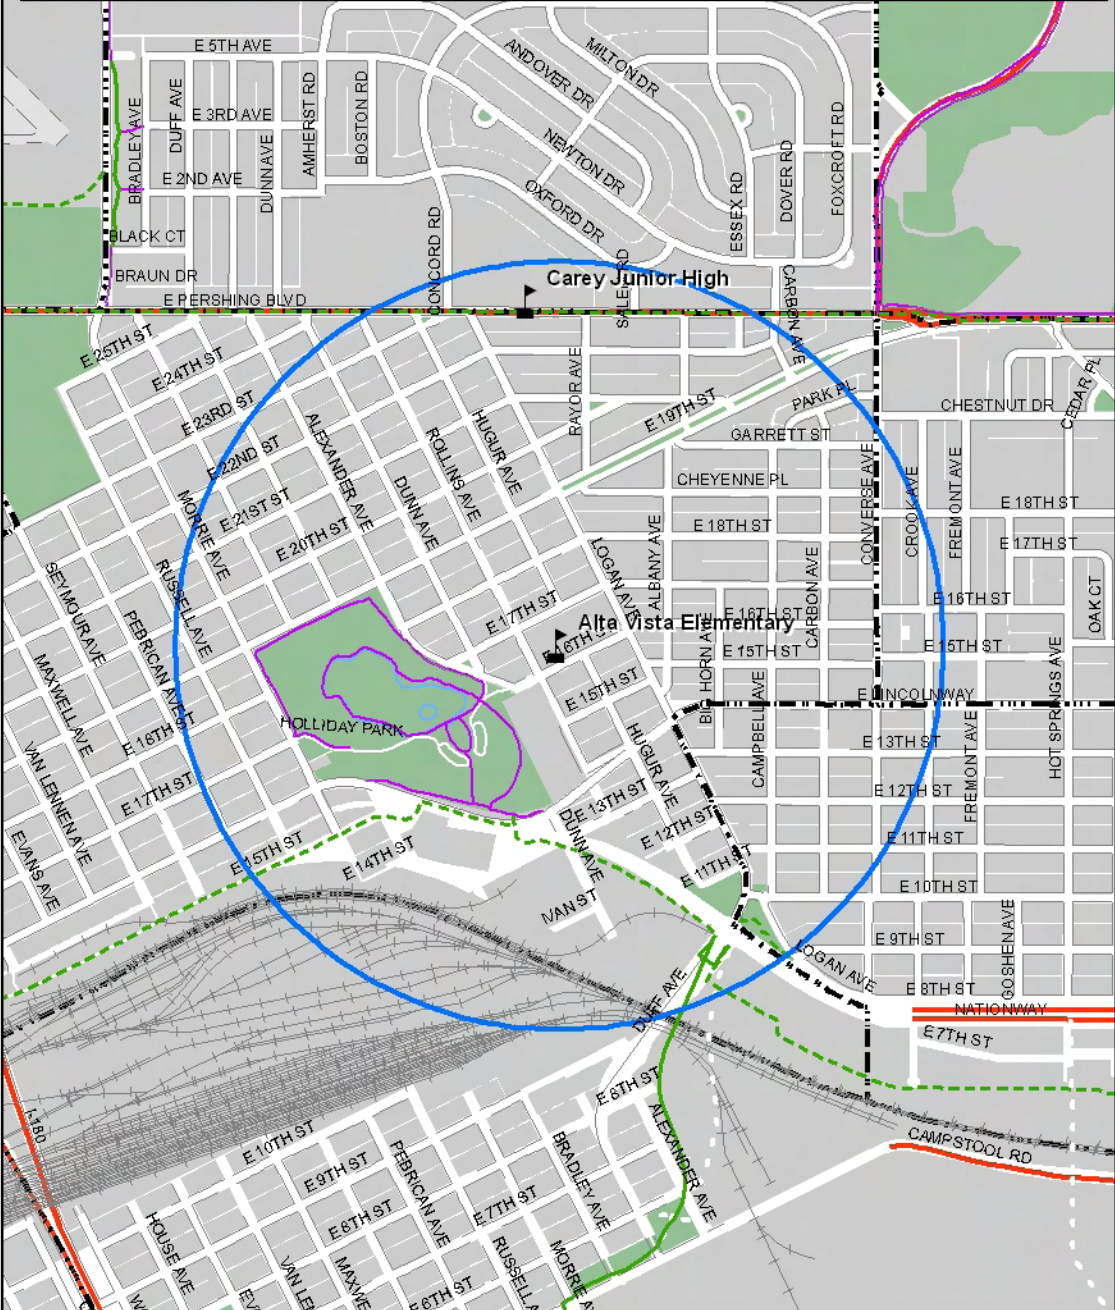 E 5TH AVE
ANDOVER DR
MILTON DR
BRADLEY AVE
DUFF AVE
E 3RD AVE
DUNN AVE
AMHERST RD
BOSTON RD
NEWTON DR
DOVER RD
FOXCROFT RD
E 2ND AVE
OXFORD DR
ESSEX RD
BLACK CT
CONCORD RD
BRAUN DR
SALEM RD
Carey Junior High
E PERSHING BLVD
CARBON AVE
E 25TH ST
E 24TH ST
RAYOR AVE
PARK PL
CEDAR PL
E 23RD ST
E 19TH ST
CHESTNUT DR
ALEXANDER AVE
ROLLINS AVE
HUGUR AVE
GARRETT ST
E 22ND ST
CHEYENNE PL
MORRIE AVE
E 21ST ST
DUNN AVE
CONVERSE AVE
CROOK AVE
FREMONT AVE
E 18TH ST
E 18TH ST
E 20TH ST
ALBANY AVE
E 17TH ST
SEYMOUR AVE
RUSSELL AVE
LOGAN AVE
CARBON AVE
OAK CT
E 17TH ST
E 16TH ST
E 16TH ST
PEBRICAN AVE
Alta Vista Elementary
E 16TH ST
E 15TH ST
E 15TH ST
MAXWELL AVE
BIG HORN AVE
E 15TH ST
E LINCOLNWAY
HOT SPRINGS AVE
HOLLIDAY PARK
CAMPBELL AVE
E 18TH ST
HUGUR AVE
E 13TH ST
FREMONT AVE
VAN LENNEN AVE
E 17TH ST
E 13TH ST
E 12TH ST
EVANS AVE
E 15TH ST
DUNN AVE
E 12TH ST
E 11TH ST
E 14TH ST
E 11TH ST
E 10TH ST
IVAN ST
E 9TH ST
GOSHEN AVE
LOGAN AVE
DUFF AVE
E 8TH ST
NATIONWAY
E 7TH ST
I-180
E 8TH ST
CAMPSTOOL RD
E 10TH ST
ALEXANDER AVE
BRADLEY AVE
PEBRICAN AVE
E 9TH ST
E 7TH ST
E 8TH ST
HOUSE AVE
RUSSELL A
MORRIE A
VAN LEN
MAXW
E 6TH ST